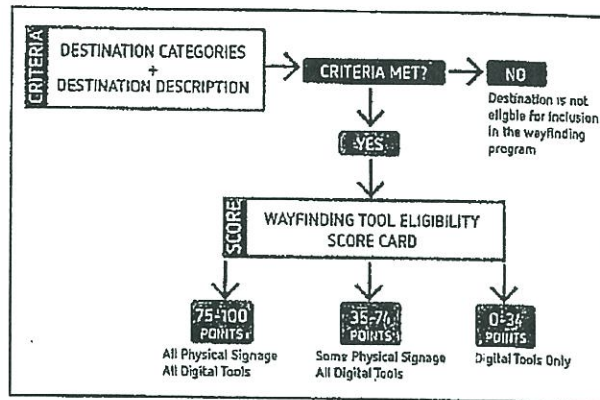 CRITERIA
DESTINATION CATEGORIES
+
DESTINATION DESCRIPTION
CRITERIA MET?
NO
Destination is not
eligble for inclusion
in the wayfinding
program
YES
SCORE
WAYFINDING TOOL ELIGIBILITY
SCORE CARD
75-100
POINTS
All Physical Signage
All Digital Tools
35-74
POINTS
Some Physical Signage
All Digital Tools
0-34
POINTS
Digital Tools Only